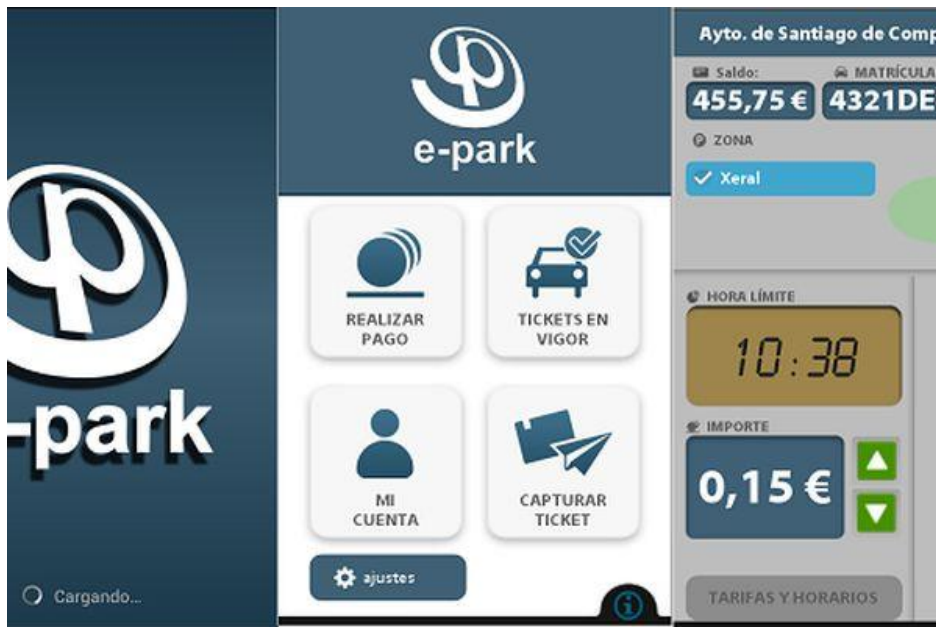 -park
Cargando...
e-park
REALIZAR
PAGO
TICKETS EN
VIGOR
MI
CUENTA
CAPTURAR
TICKET
ajustes
Ayto. de Santiago de Comp
Saldo:
MATRÍCULA
455,75 €
4321DE
ZONA
Xeral
HORA LÍMITE
10:38
IMPORTE
0,15 €
TARIFAS Y HORARIOS